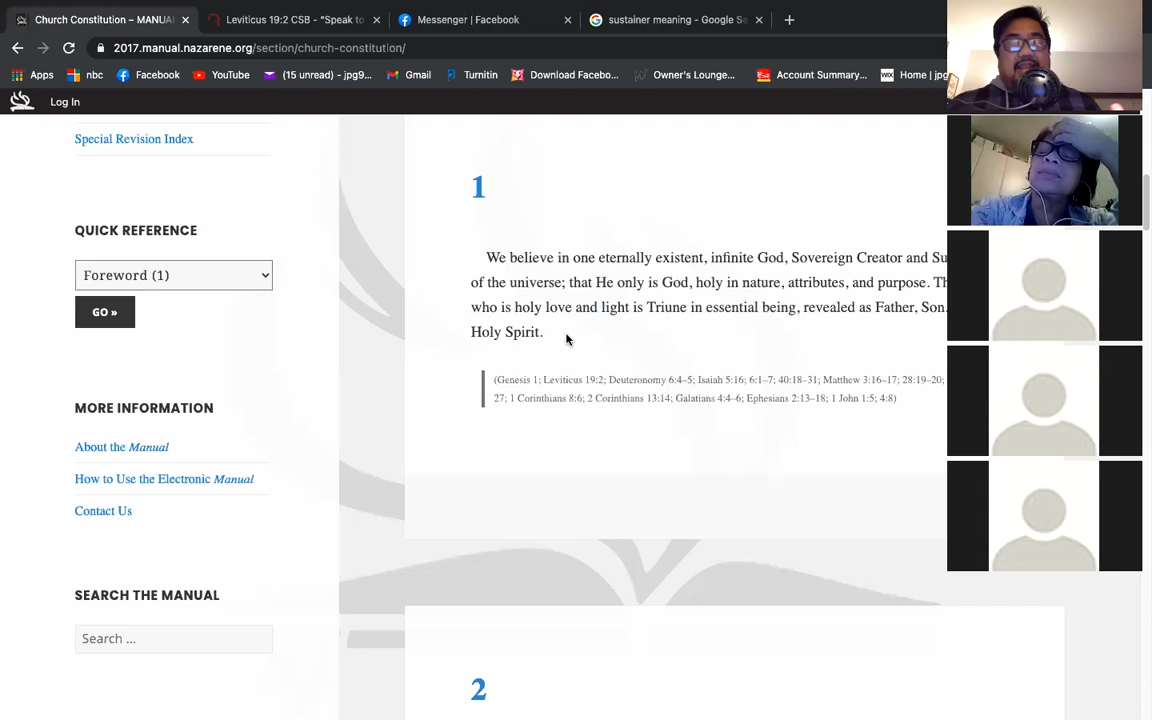 Church Constitution – MANUA
Leviticus 19:2 CSB - "Speak to
Messenger | Facebook
sustainer meaning - Google Se
2017.manual.nazarene.org/section/church-constitution/
Apps
nbc
Facebook
YouTube
(15 unread) - jpg9...
Gmail
Turnitin
Download Facebo...
Owner's Lounge...
Account Summary...
WIX
Home | jpg
Log In
Special Revision Index
QUICK REFERENCE
Foreword (1)
GO »
MORE INFORMATION
About the Manual
How to Use the Electronic Manual
Contact Us
SEARCH THE MANUAL
Search ...
1
We believe in one eternally existent, infinite God, Sovereign Creator and Su
of the universe; that He only is God, holy in nature, attributes, and purpose. Th
who is holy love and light is Triune in essential being, revealed as Father, Son,
Holy Spirit.
(Genesis 1; Leviticus 19:2; Deuteronomy 6:4–5; Isaiah 5:16; 6:1–7; 40:18–31; Matthew 3:16–17; 28:19–20;
27; 1 Corinthians 8:6; 2 Corinthians 13:14; Galatians 4:4–6; Ephesians 2:13–18; 1 John 1:5; 4:8)
2